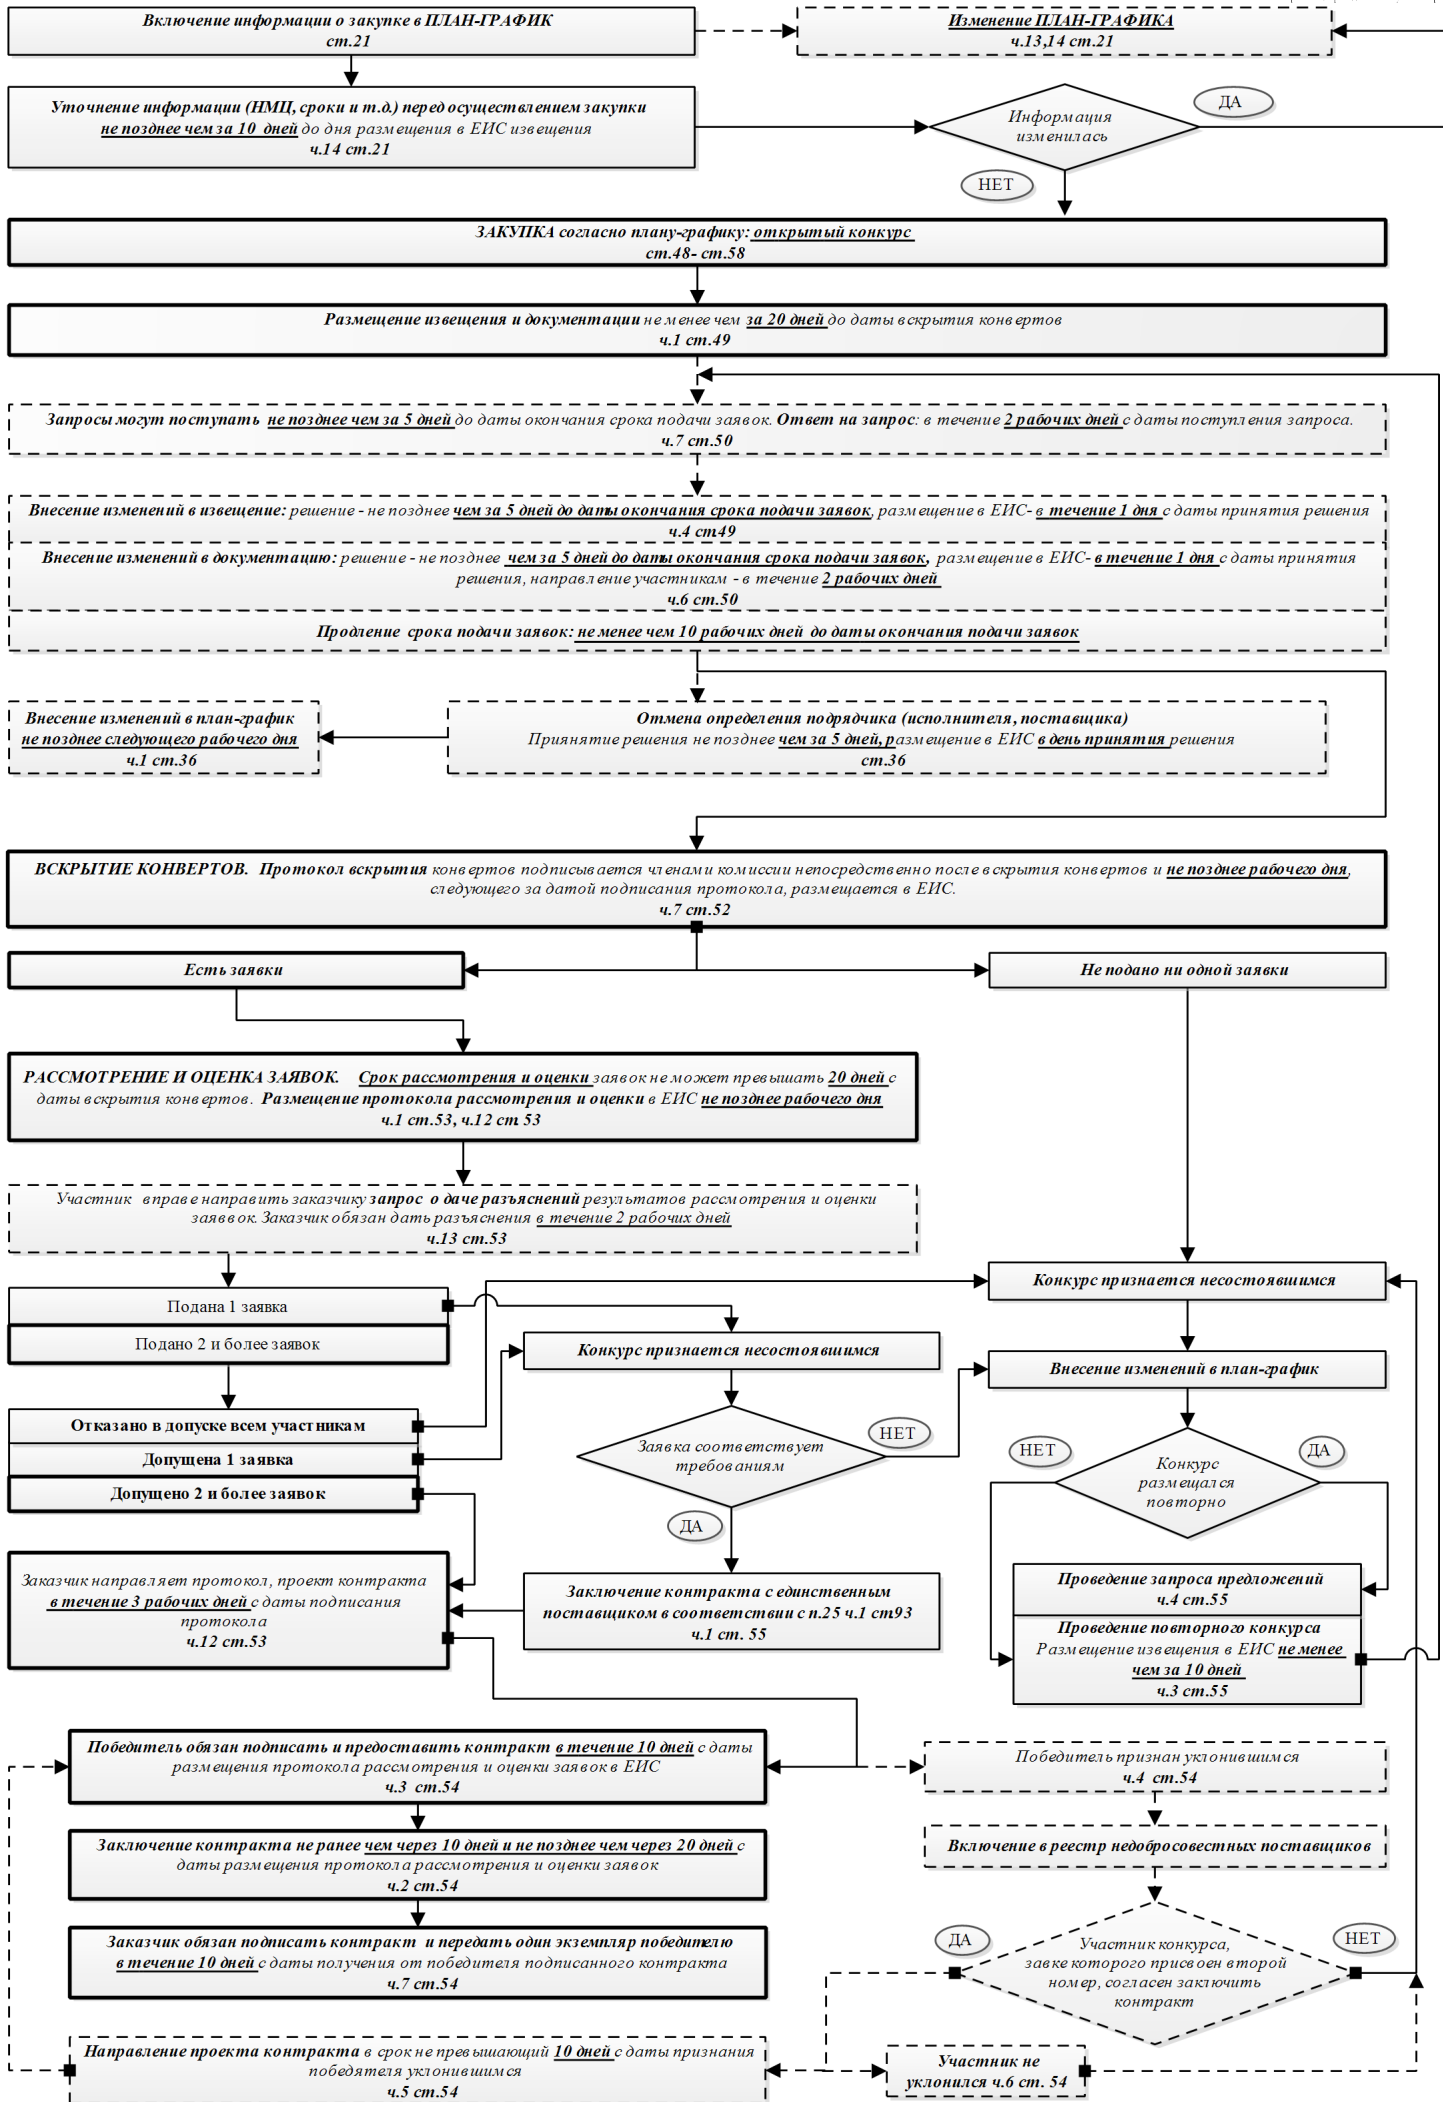 Включение информации о закупке в ПЛАН-ГРАФИК
ст.21
Изменение ПЛАН-ГРАФИКА
ч.13,14 ст.21
Уточнение информации (НМЦ, сроки и т.д.) перед осуществлением закупки
не позднее чем за 10 дней до дня размещения в ЕИС извещения
ч.14 ст.21
Информация
изменилась
ДА
НЕТ
ЗАКУПКА согласно плану-графику: открытый конкурс
ст.48- ст.58
Размещение извещения и документации не менее чем за 20 дней до даты вскрытия конвертов
ч.1 ст.49
Запросы могут поступать не позднее чем за 5 дней до даты окончания срока подачи заявок. Ответ на запрос: в течение 2 рабочих дней с даты поступления запроса.
ч.7 ст.50
Внесение изменений в извещение: решение - не позднее чем за 5 дней до даты окончания срока подачи заявок, размещение в ЕИС- в течение 1 дня с даты принятия решения
ч.4 ст49
Внесение изменений в документацию: решение - не позднее чем за 5 дней до даты окончания срока подачи заявок, размещение в ЕИС- в течение 1 дня с даты принятия
решения, направление участникам - в течение 2 рабочих дней
ч.6 ст.50
Продление срока подачи заявок: не менее чем 10 рабочих дней до даты окончания подачи заявок
Внесение изменений в план-график
не позднее следующего рабочего дня
ч.1 ст.36
Отмена определения подрядчика (исполнителя, поставщика)
Приянятие решения не позднее чем за 5 дней, размещение в ЕИС в день принятия решения
ст.36
ВСКРЫТИЕ КОНВЕРТОВ. Протокол вскрытия конвертов подписывается членами комиссии непосредственно после вскрытия конвертов и не позднее рабочего дня,
следующего за датой подписания протокола, размещается в ЕИС.
ч.7 ст.52
Есть заявки
Не подано ни одной заявки
РАССМОТРЕНИЕ И ОЦЕНКА ЗАЯВОК. Срок рассмотрения и оценки заявок не может превышать 20 дней с
даты вскрытия конвертов. Размещение протокола рассмотрения и оценки в ЕИС не позднее рабочего дня
ч.1 ст.53, ч.12 ст 53
Участник вправе направить заказчику запрос о даче разъяснений результатов рассмотрения и оценки
заяввок. Заказчик обязан дать разъяснения в течение 2 рабочих дней
ч.13 ст.53
Подана 1 заявка
Подано 2 и более заявок
Конкурс признается несостоявшимся
Конкурс признается несостоявшимся
Внесение изменений в план-график
Отказано в допуске всем участникам
Допущена 1 заявка
Допущено 2 и более заявок
Заявка соответствует
требованиям
НЕТ
ДА
НЕТ
ДА
Конкурс
размещался
повторно
Заказчик направляет протокол, проект контракта
в течение 3 рабочих дней с даты подписания
протокола
ч.12 ст.53
Заключение контракта с единственным
поставщиком в соответствии с п.25 ч.1 ст93
ч.1 ст. 55
Проведение запроса предложений
ч.4 ст.55
Проведение повторного конкурса
Размещение извещения в ЕИС не менее
чем за 10 дней
ч.3 ст.55
Победитель обязан подписать и предоставить контракт в течение 10 дней с даты
размещения протокола рассмотрения и оценки заявок в ЕИС
ч.3 ст.54
Победитель признан уклонившимся
ч.4 ст.54
Заключение контракта не ранее чем через 10 дней и не позднее чем через 20 дней с
даты размещения протокола рассмотрения и оценки заявок
ч.2 ст.54
Включение в реестр недобросовестных поставщиков
Заказчик обязан подписать контракт и передать один экземпляр победителю
в течение 10 дней с даты получения от победителя подписанного контракта
ч.7 ст.54
ДА
НЕТ
Участник конкурса,
завке которого присвоен второй
номер, согласен заключить
контракт
Направление проекта контракта в срок не превышающий 10 дней с даты признания
победятеля уклонившимся
ч.5 ст.54
Участник не
уклонился ч.6 ст. 54